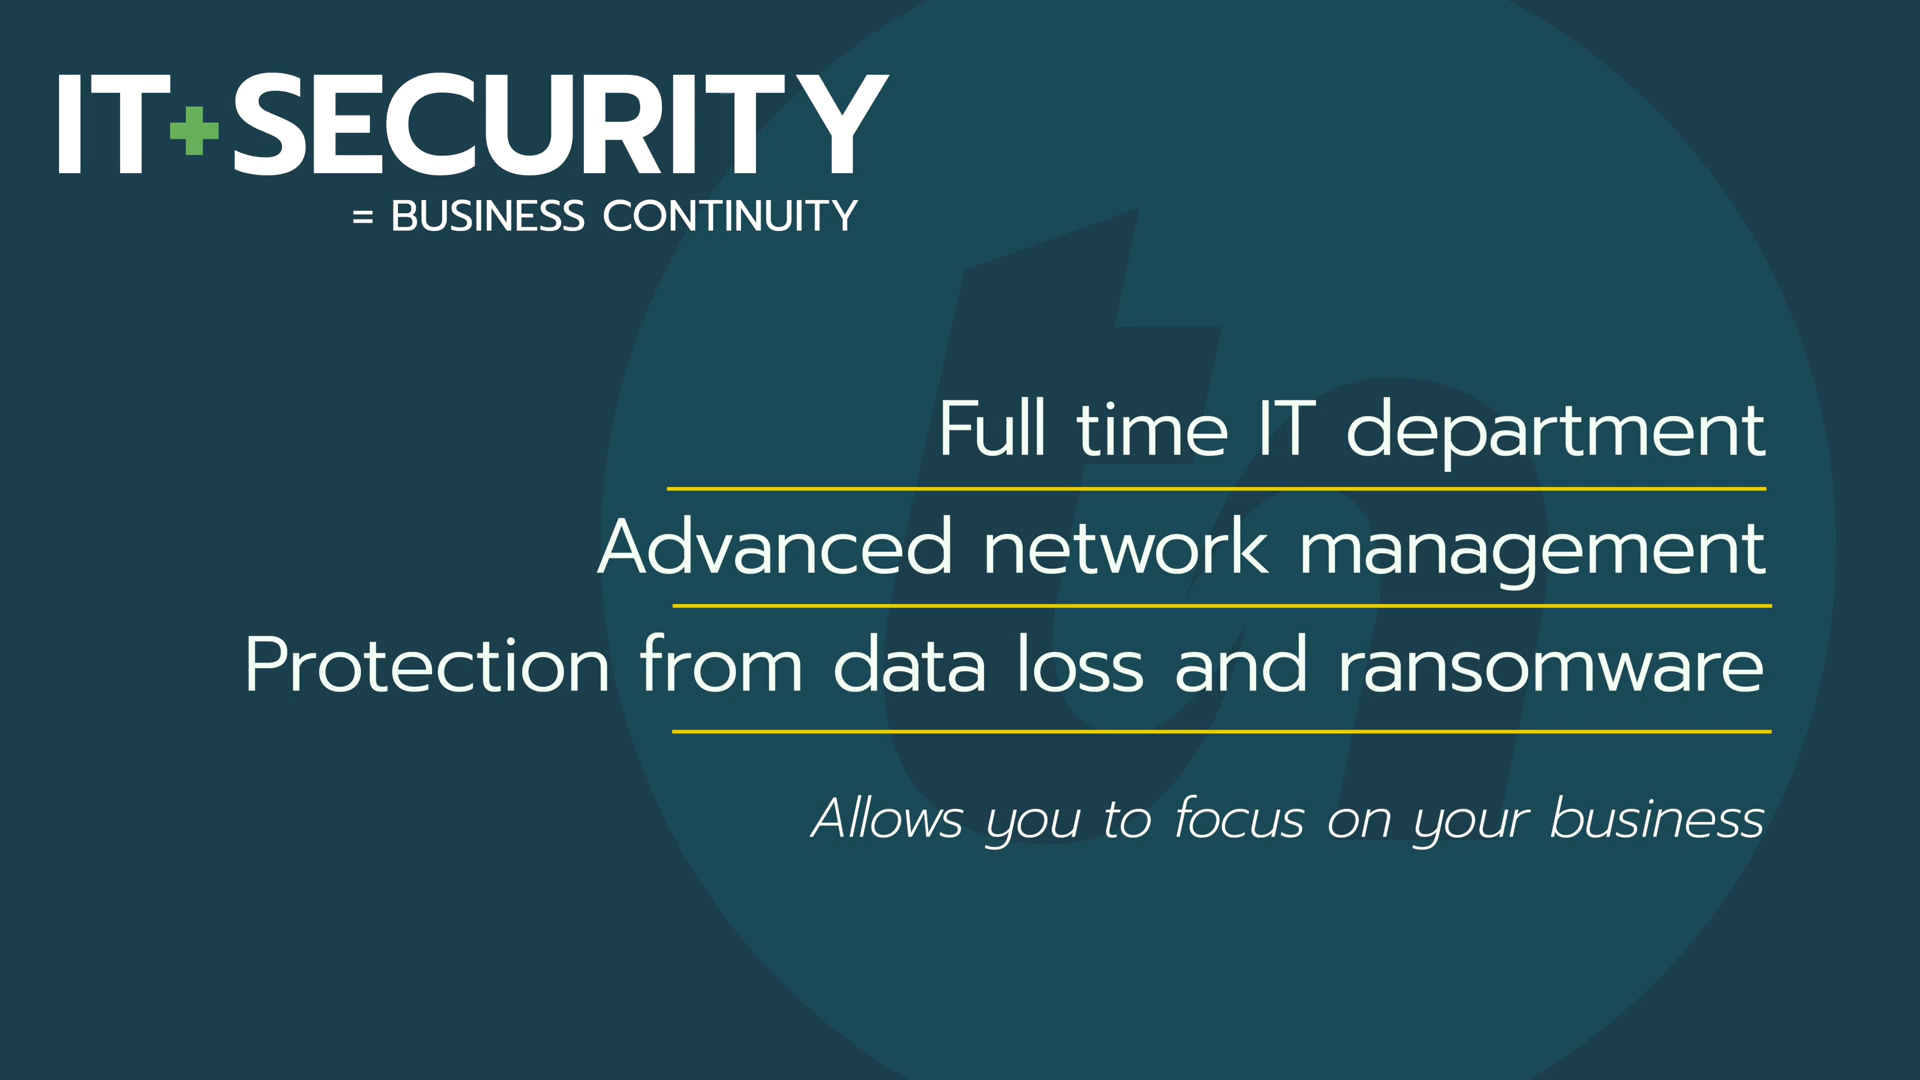 IT+SECURITY
= BUSINESS CONTINUITY
Full time IT department
Advanced network management
Protection from data loss and ransomware
Allows you to focus on your business